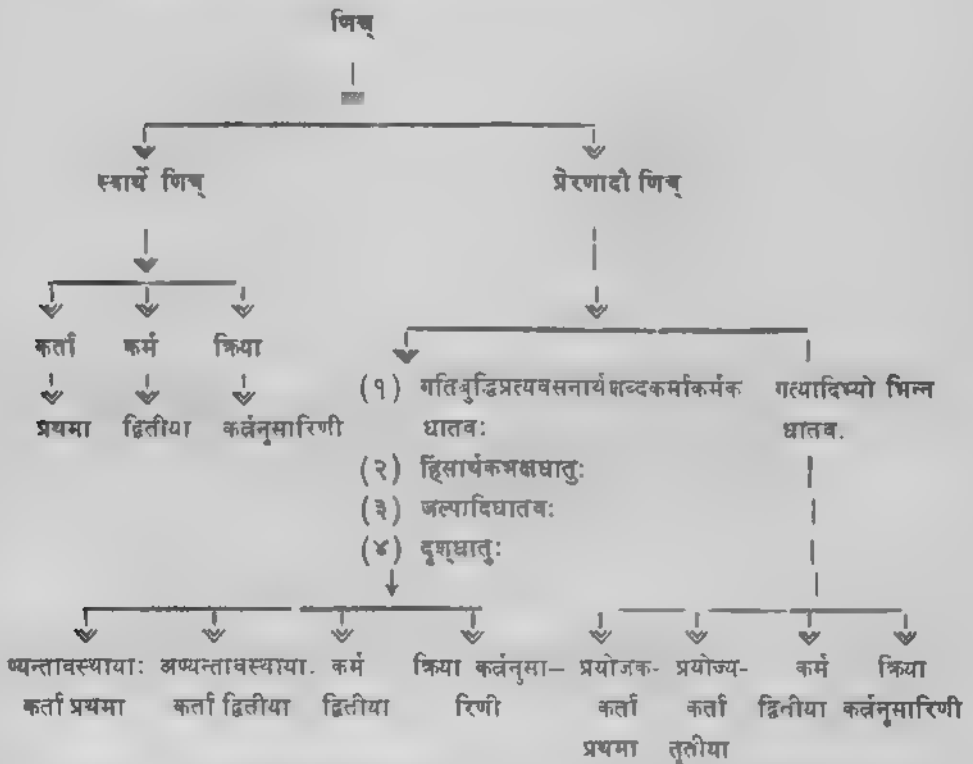 णिच्
स्वार्थे णिच्
प्रेरणादौ णिच्
कर्ता कर्म क्रिया
प्रथमा द्वितीया कर्त्रनुसारिणी
(१) गतिबुद्धिप्रत्यवसनार्थशब्दकर्माकर्मक
धातवः
(२) हिंसार्थकभक्षधातुः
(३) जल्पादिधातवः
(४) दृश्धातुः
गत्यादिभ्यो भिन्न
धातवः
ण्यन्तावस्थायाः
कर्ता प्रथमा
अण्यन्तावस्थाया.
कर्ता द्वितीया
कर्म
द्वितीया
क्रिया कर्त्रनुसा–
रिणी
प्रयोजक-
कर्ता
प्रथमा
प्रयोज्य-
कर्ता
तृतीया
कर्म
द्वितीया
क्रिया
कर्त्रनुसारिणी